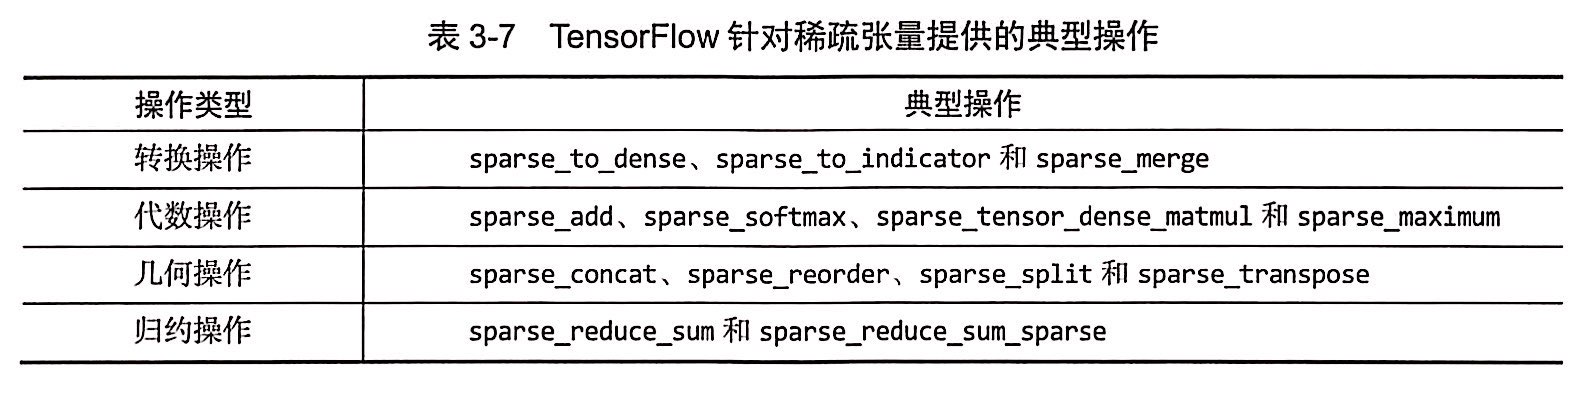 表 3-7 TensorFlow 针对稀疏张量提供的典型操作
操作类型 典型操作
转换操作 sparse_to_dense、sparse_to_indicator 和 sparse_merge
代数操作 sparse_add、sparse_softmax、sparse_tensor_dense_matmul 和 sparse_maximum
几何操作 sparse_concat、sparse_reorder、sparse_split 和 sparse_transpose
归约操作 sparse_reduce_sum 和 sparse_reduce_sum_sparse